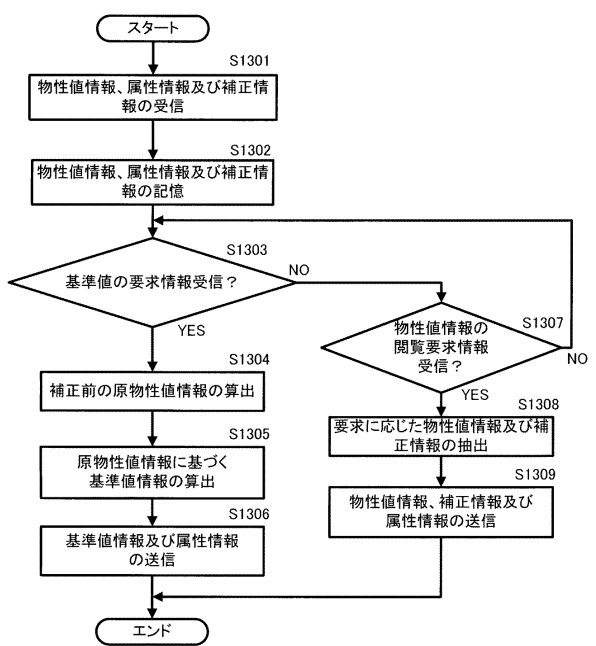 スタート
S1301
物性値情報、属性情報及び補正情
報の受信
S1302
物性値情報、属性情報及び補正情
報の記憶
S1303
基準値の要求情報受信？
NO
YES
S1307
物性値情報の
閲覧要求情報
受信？
NO
YES
S1304
補正前の原物性値情報の算出
S1308
要求に応じた物性値情報及び補
正情報の抽出
S1305
原物性値情報に基づく
基準値情報の算出
S1309
物性値情報、補正情報及び
属性情報の送信
S1306
基準値情報及び属性情報
の送信
エンド